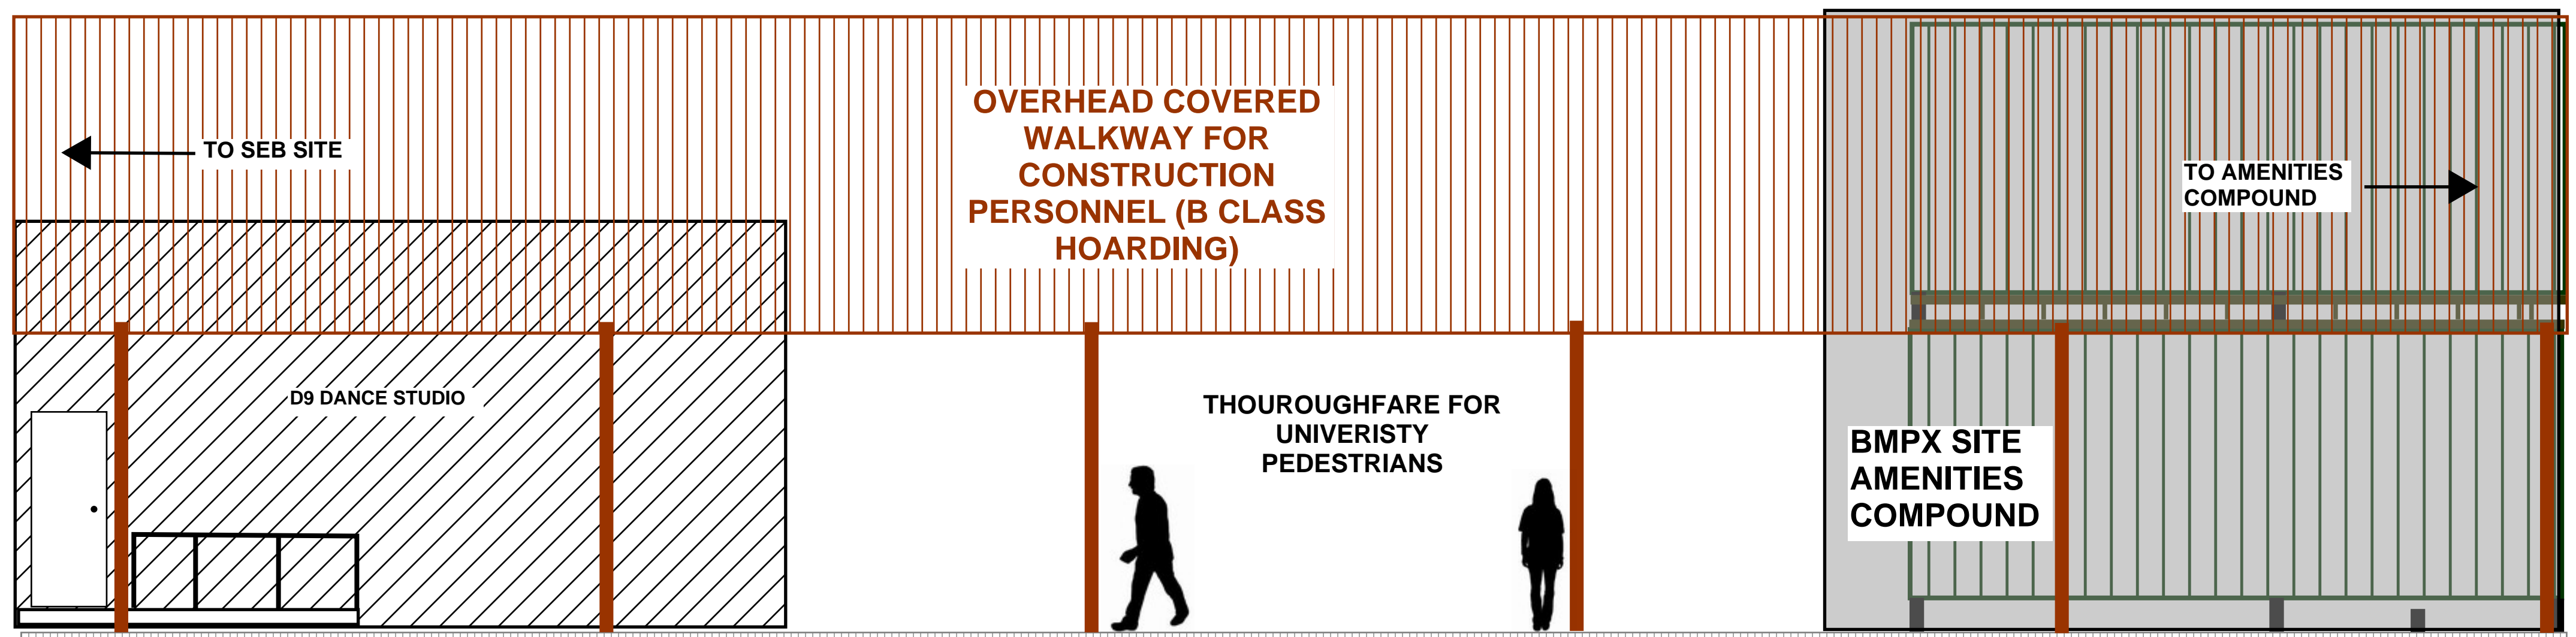 TO SEB SITE
OVERHEAD COVERED
WALKWAY FOR
CONSTRUCTION
PERSONNEL (B CLASS
HOARDING)
TO AMENITIES
COMPOUND
D9 DANCE STUDIO
THOUROUGHFARE FOR
UNIVERISTY
PEDESTRIANS
BMPX SITE
AMENITIES
COMPOUND